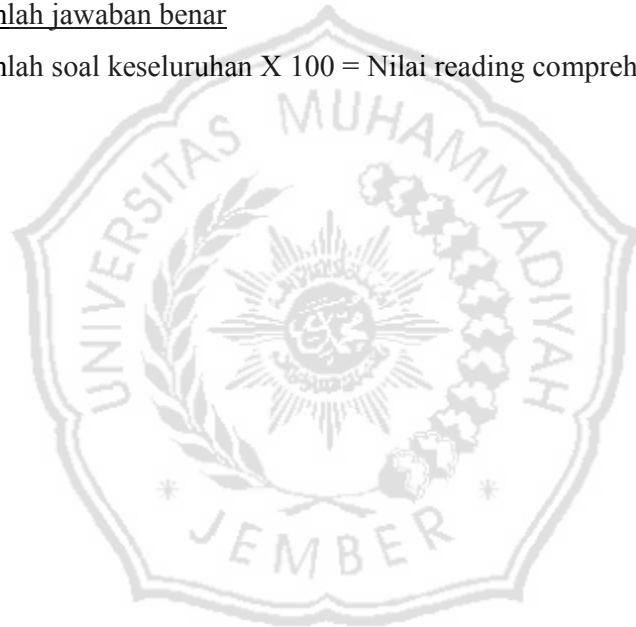 nlah jawaban benar
nlah soal keseluruhan X 100 = Nilai reading compreh
UNIVERSITAS MUHAMMADIYAH
JEMBER